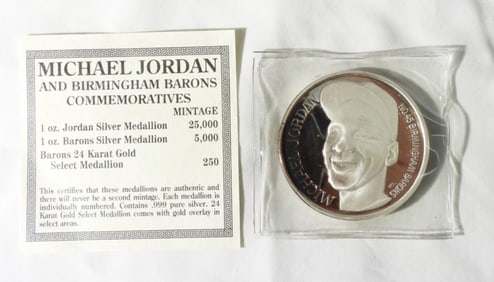 MICHAEL JORDAN
AND BIRMINGHAM BARONS
COMMEMORATIVES
MINTAGE
1 oz. Jordan Silver Medallion 25,000
1 oz. Barons Silver Medallion 5,000
Barons 24 Karat Gold
Select Medallion 250
This certifies that these medallions are authentic and
there will never be a second mintage. Each medallion is
individually numbered. Contains .999 pure silver. 24
Karat Gold Select Medallion comes with gold overlay in
select areas.
MICHAEL JORDAN
NO. 45 BIRMINGHAM BARONS